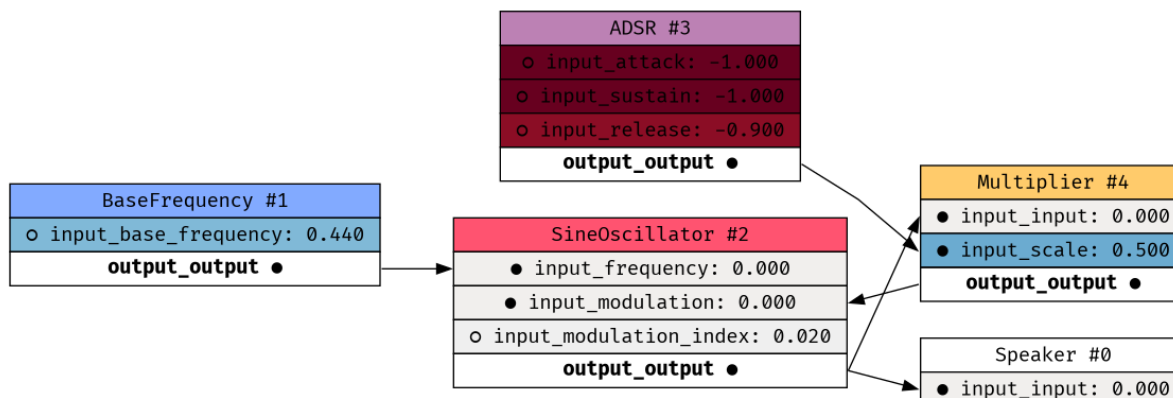 ADSR #3
input_attack: -1.000
input_sustain: -1.000
input_release: -0.900
output_output
BaseFrequency #1
input_base_frequency: 0.440
output_output
SineOscillator #2
input_frequency: 0.000
input_modulation: 0.000
input_modulation_index: 0.020
output_output
Multiplier #4
input_input: 0.000
input_scale: 0.500
output_output
Speaker #0
input_input: 0.000